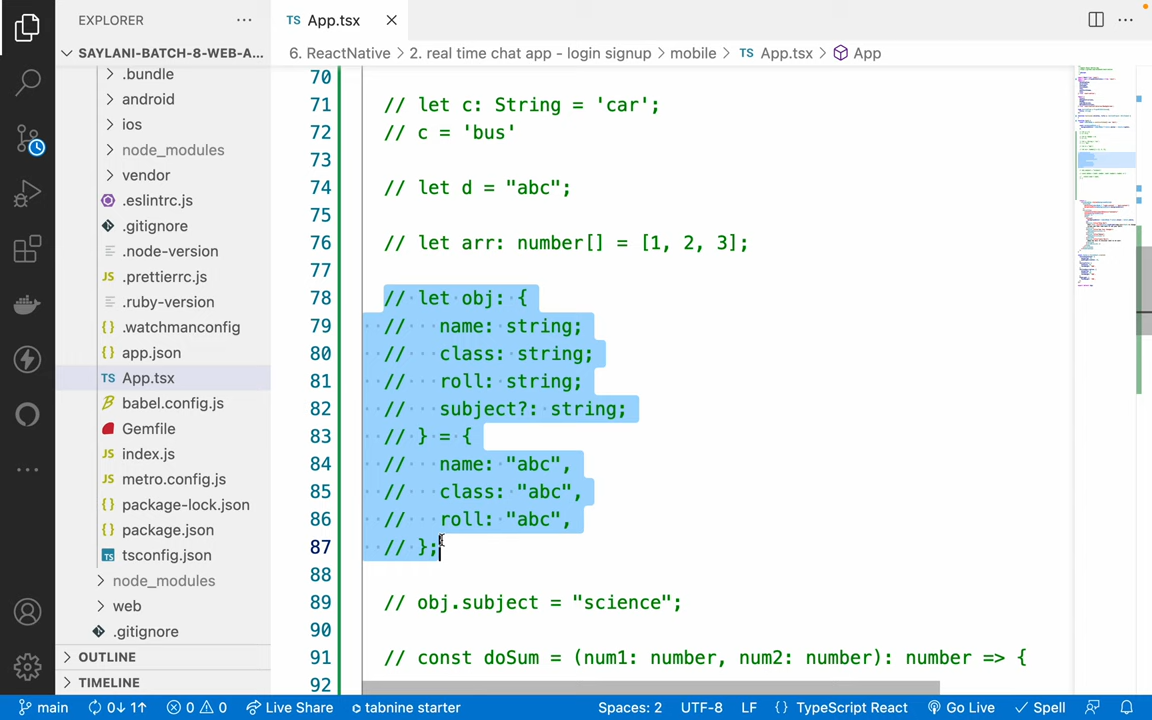 EXPLORER
App.tsx
SAYLANI-BATCH-8-WEB-A...
6. ReactNative > 2. real time chat app - login signup > mobile > TS App.tsx > App
.bundle
android
ios
node_modules
vendor
.eslintrc.js
.gitignore
.node-version
.prettierrc.js
.ruby-version
.watchmanconfig
app.json
App.tsx
babel.config.js
Gemfile
index.js
metro.config.js
package-lock.json
package.json
tsconfig.json
node_modules
web
.gitignore
OUTLINE
TIMELINE
70
71 // let c: String = 'car';
72 // c = 'bus'
73
74 // let d = "abc";
75
76 // let arr: number[] = [1, 2, 3];
77
78 // let obj: {
79 //   name: string;
80 //   class: string;
81 //   roll: string;
82 //   subject?: string;
83 // } = {
84 //   name: "abc",
85 //   class: "abc",
86 //   roll: "abc",
87 // };
88
89 // obj.subject = "science";
90
91 // const doSum = (num1: number, num2: number): number => {
92
main 0↓ 1↑ 0 0 Live Share tabnine starter Spaces: 2 UTF-8 LF {} TypeScript React Go Live Spell